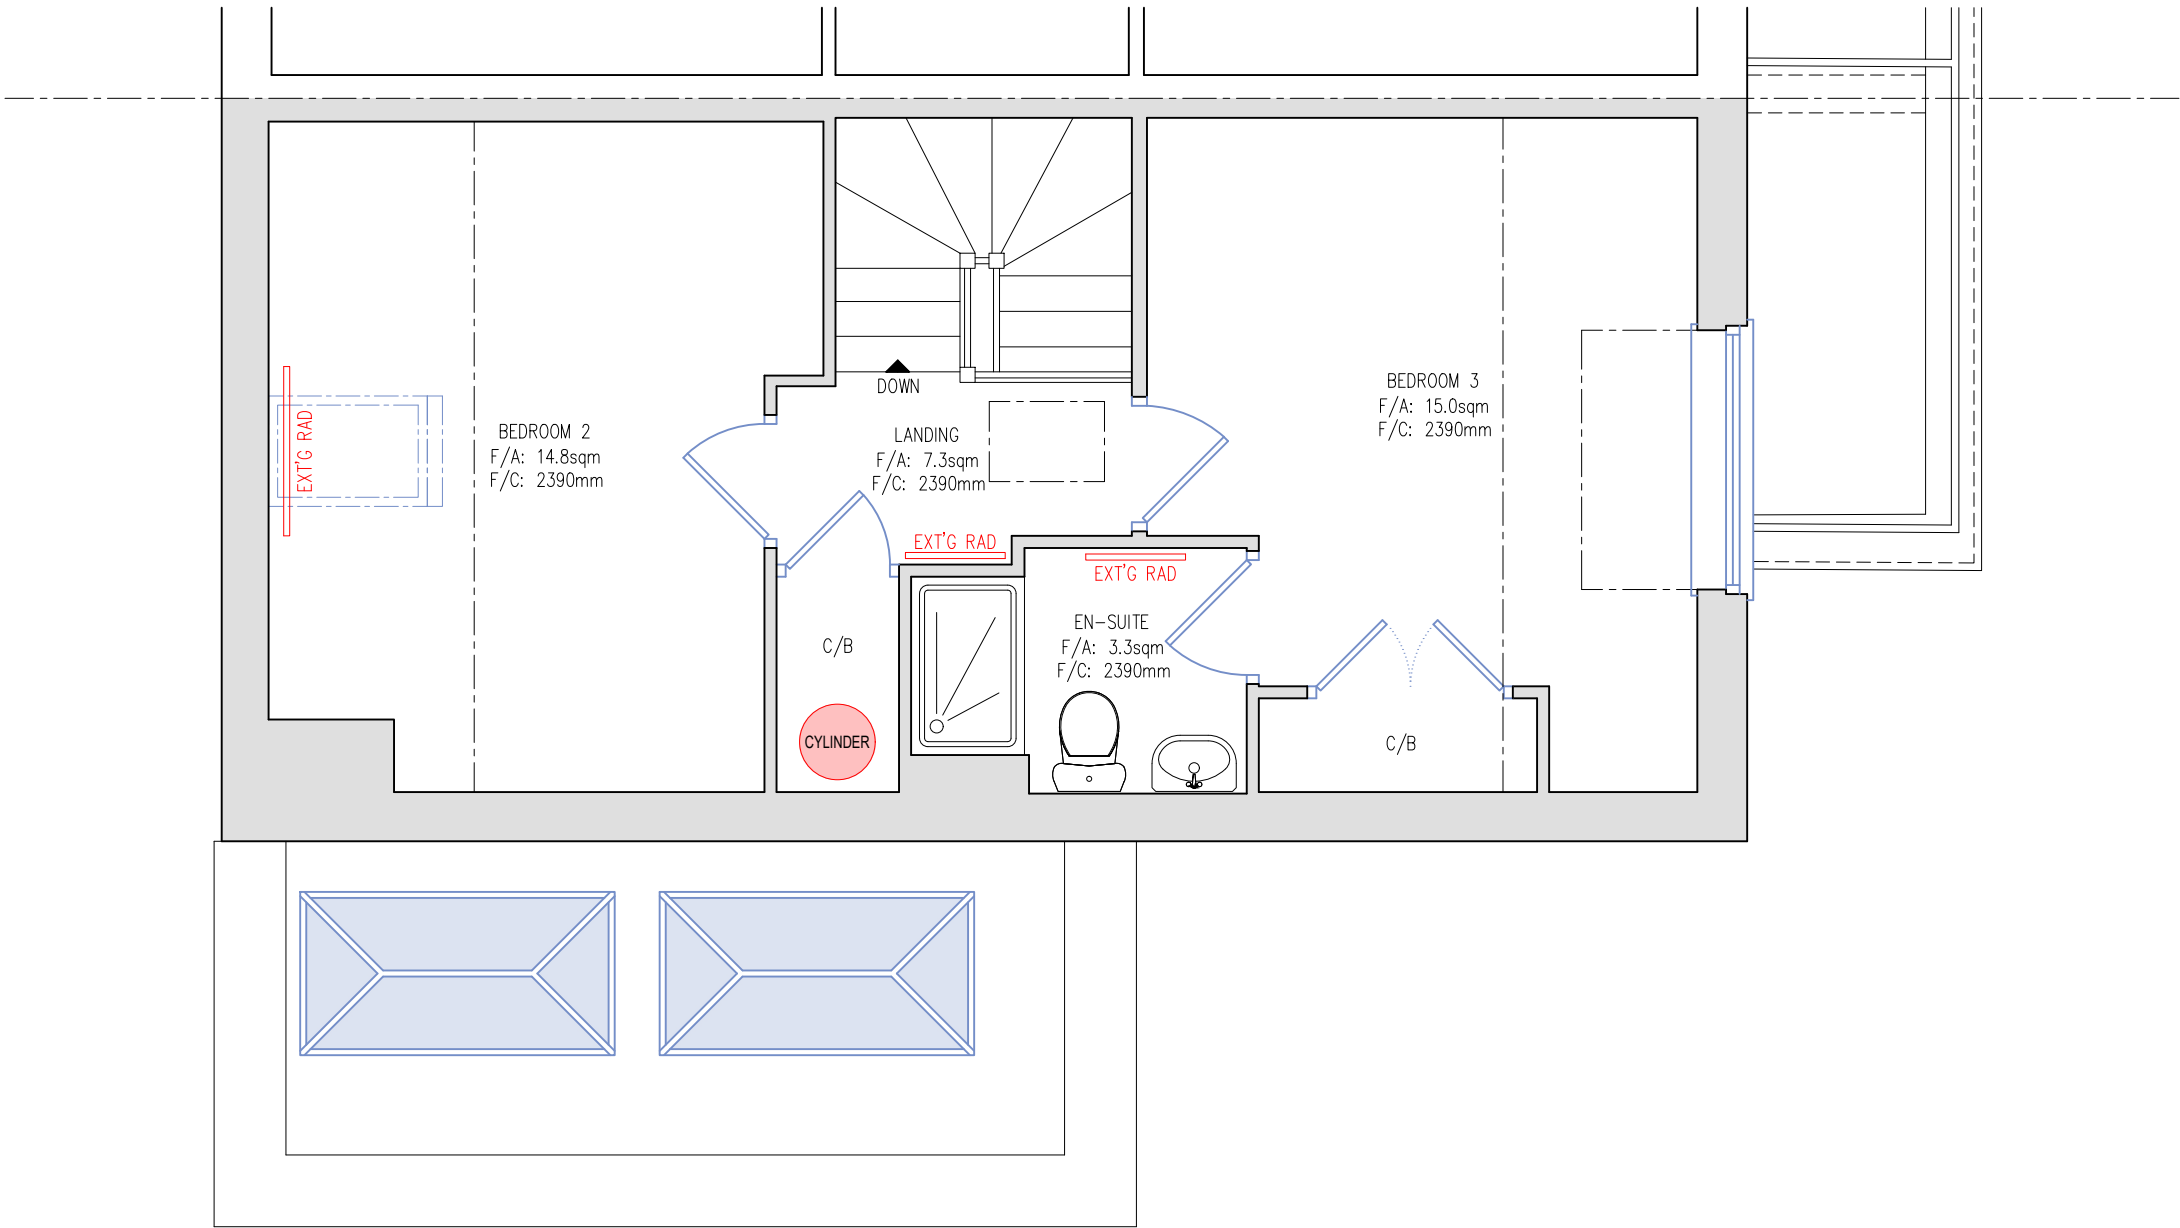 DOWN
BEDROOM 3
F/A: 15.0sqm
F/C: 2390mm
EXT'G RAD
BEDROOM 2
F/A: 14.8sqm
F/C: 2390mm
LANDING
F/A: 7.3sqm
F/C: 2390mm
EXT'G RAD
EXT'G RAD
EN-SUITE
F/A: 3.3sqm
F/C: 2390mm
C/B
CYLINDER
C/B